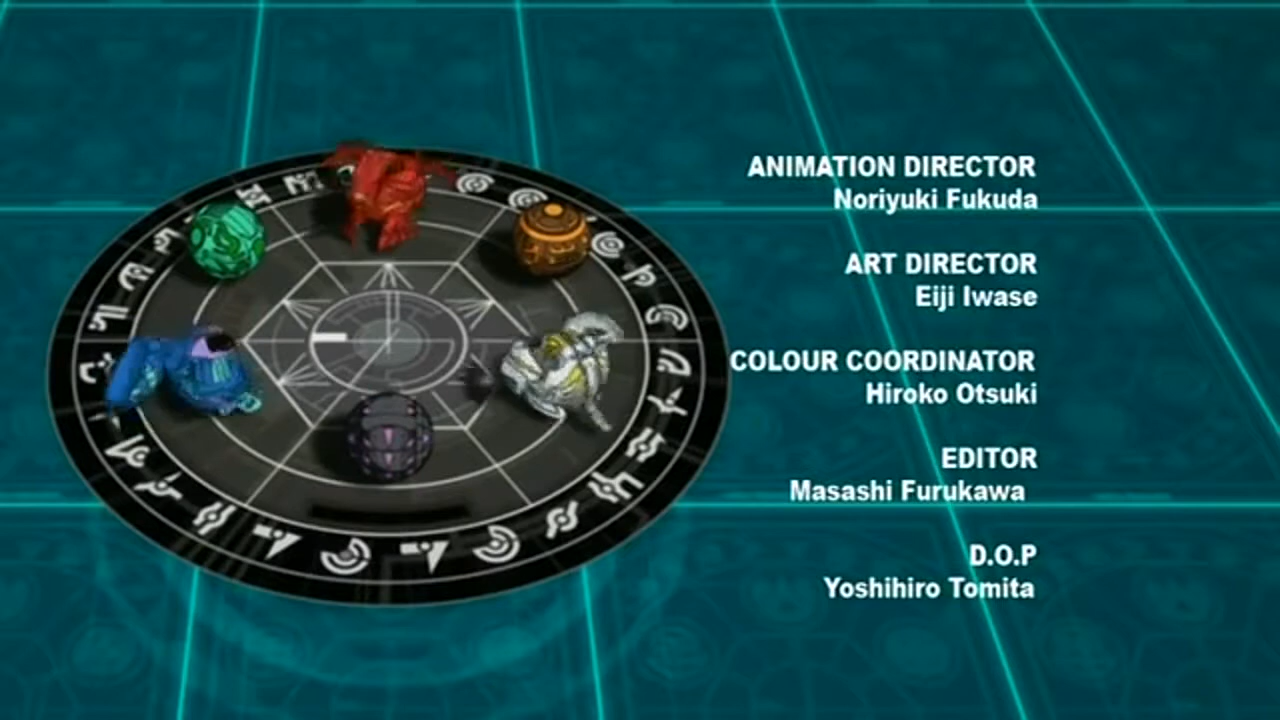 ANIMATION DIRECTOR
Noriyuki Fukuda
ART DIRECTOR
Eiji Iwase
COLOUR COORDINATOR
Hiroko Otsuki
EDITOR
Masashi Furukawa
D.O.P
Yoshihiro Tomita